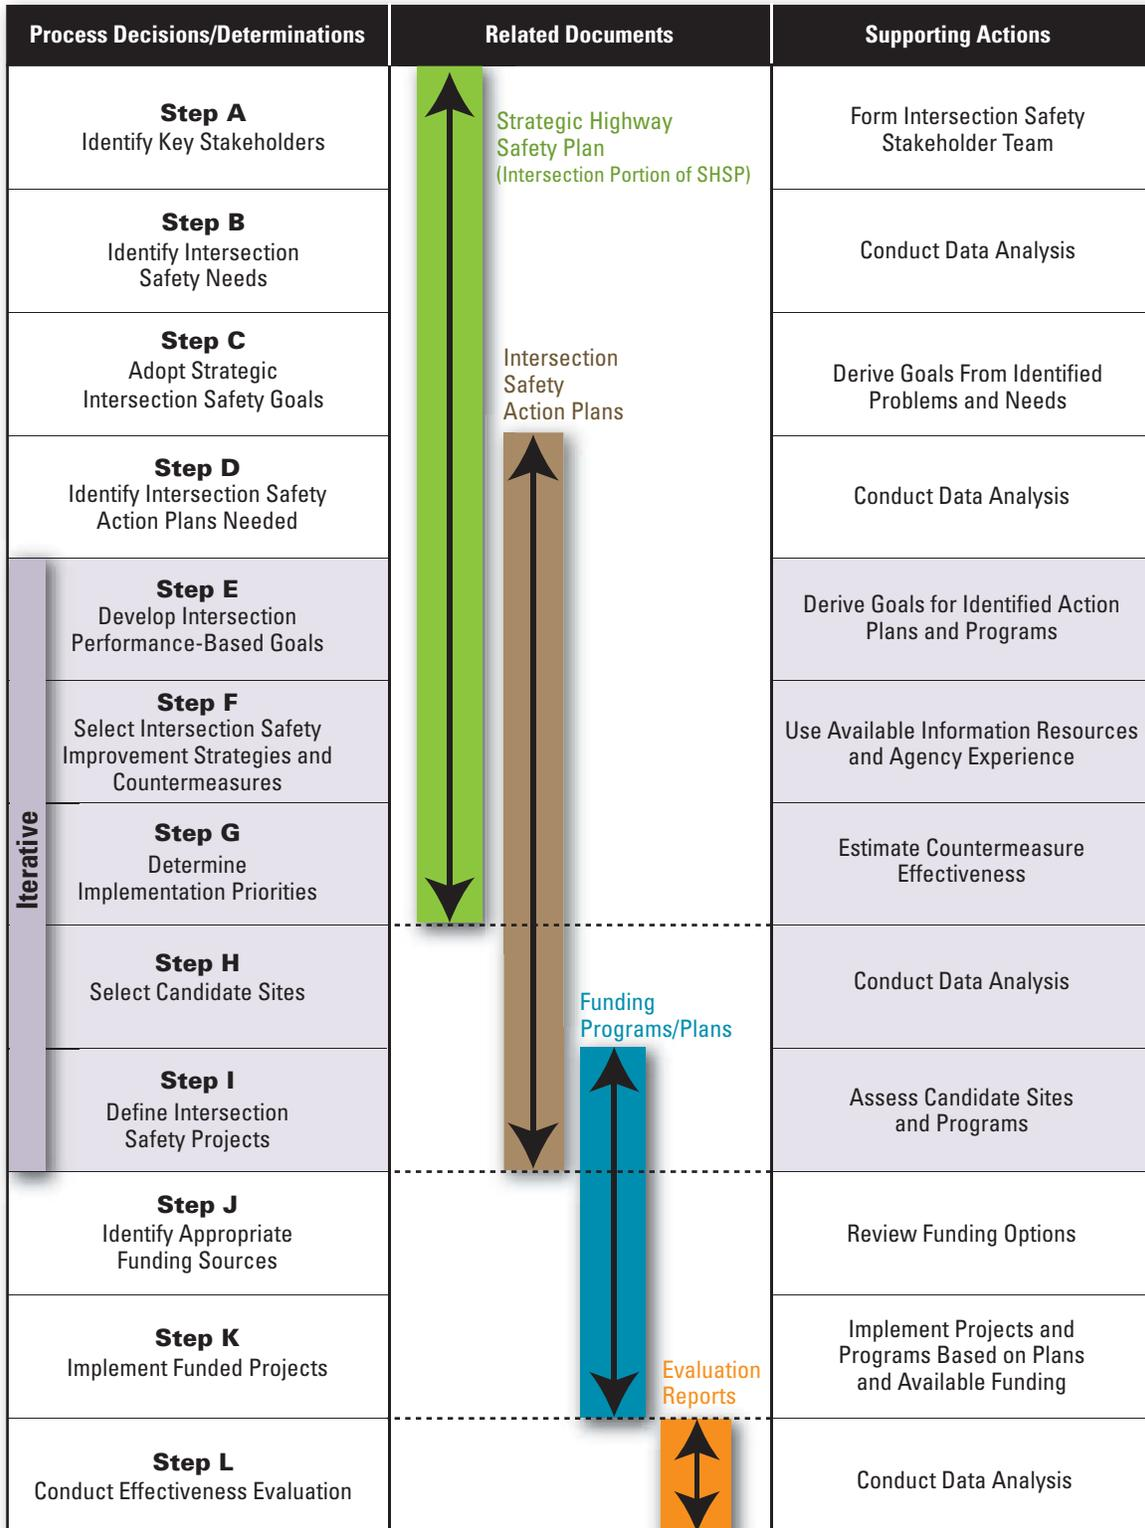 Process Decisions/Determinations
Related Documents
Supporting Actions
Step A
Identify Key Stakeholders
Strategic Highway
Safety Plan
(Intersection Portion of SHSP)
Form Intersection Safety
Stakeholder Team
Step B
Identify Intersection
Safety Needs
Conduct Data Analysis
Step C
Adopt Strategic
Intersection Safety Goals
Intersection
Safety
Action Plans
Derive Goals From Identified
Problems and Needs
Step D
Identify Intersection Safety
Action Plans Needed
Conduct Data Analysis
Iterative
Step E
Develop Intersection
Performance-Based Goals
Derive Goals for Identified Action
Plans and Programs
Step F
Select Intersection Safety
Improvement Strategies and
Countermeasures
Use Available Information Resources
and Agency Experience
Step G
Determine
Implementation Priorities
Estimate Countermeasure
Effectiveness
Step H
Select Candidate Sites
Funding
Programs/Plans
Conduct Data Analysis
Step I
Define Intersection
Safety Projects
Assess Candidate Sites
and Programs
Step J
Identify Appropriate
Funding Sources
Review Funding Options
Step K
Implement Funded Projects
Evaluation
Reports
Implement Projects and
Programs Based on Plans
and Available Funding
Step L
Conduct Effectiveness Evaluation
Conduct Data Analysis